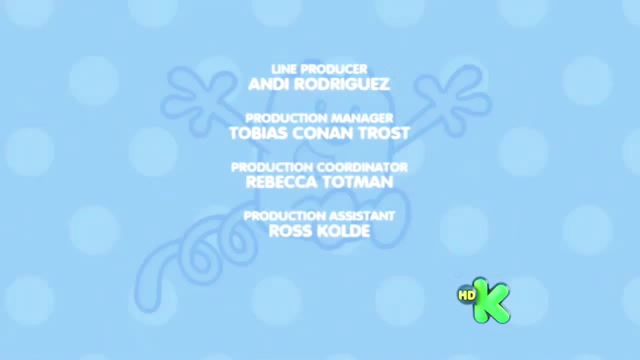 LINE PRODUCER
ANDI RODRIGUEZ
PRODUCTION MANAGER
TOBIAS CONAN TROST
PRODUCTION COORDINATOR
REBECCA TOTMAN
PRODUCTION ASSISTANT
ROSS KOLDE
HD K